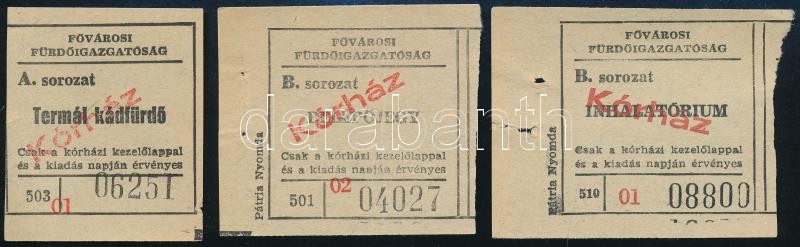 FŐVÁROSI
FÜRDŐIGAZGATÓSÁG
A. sorozat
Termál kádfürdő
Kórház
Csak a kórházi kezelőlappal
és a kiadás napján érvényes
503
01
06251
FŐVÁROSI
FÜRDŐIGAZGATÓSÁG
B. sorozat
Kórház
Csak a kórházi kezelőlappal
és a kiadás napján érvényes
501
02
04027
Pátria Nyomda
FŐVÁROSI
FÜRDŐIGAZGATÓSÁG
B. sorozat
INHALATÓRIUM
Kórház
Csak a kórházi kezelőlappal
és a kiadás napján érvényes
510
01
08800
Pátria Nyomda
darabanth